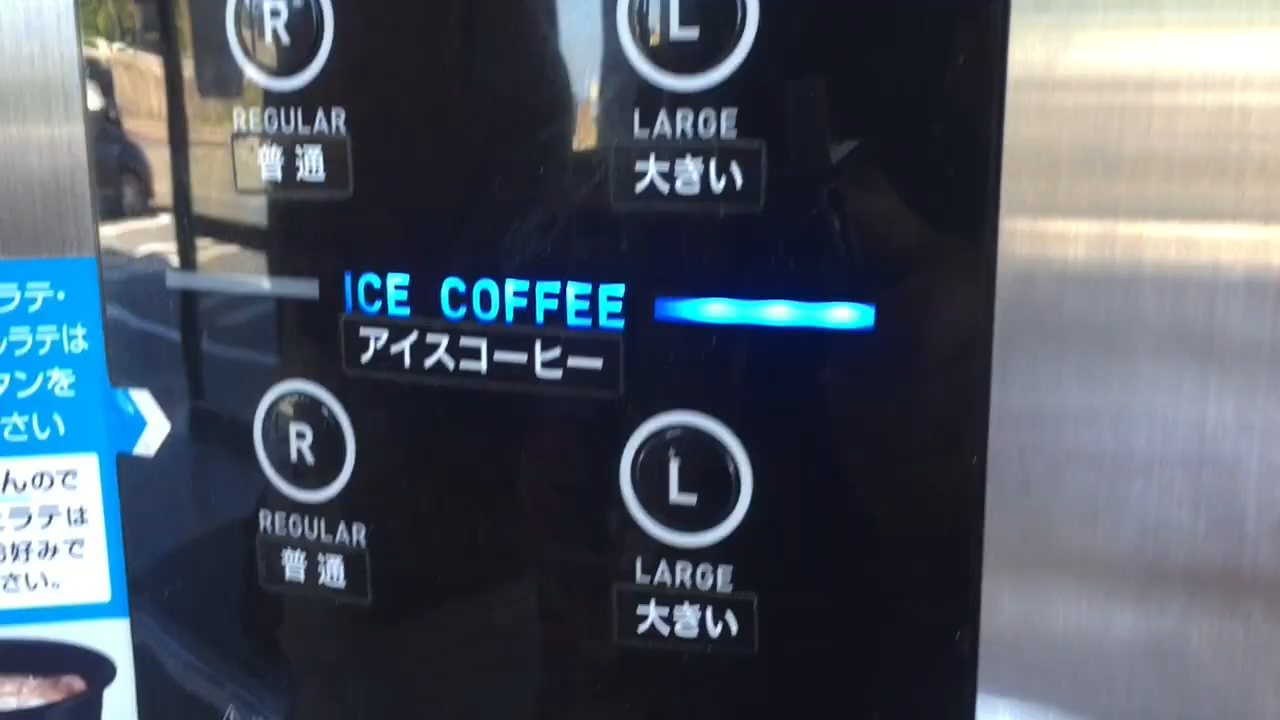 R L
REGULAR LARGE
普通 大きい
ICE COFFEE
アイスコーヒー
R L
REGULAR LARGE
普通 大きい
ラテ・
ラテは
タンを
さい
んので
ラテは
好みで
さい。